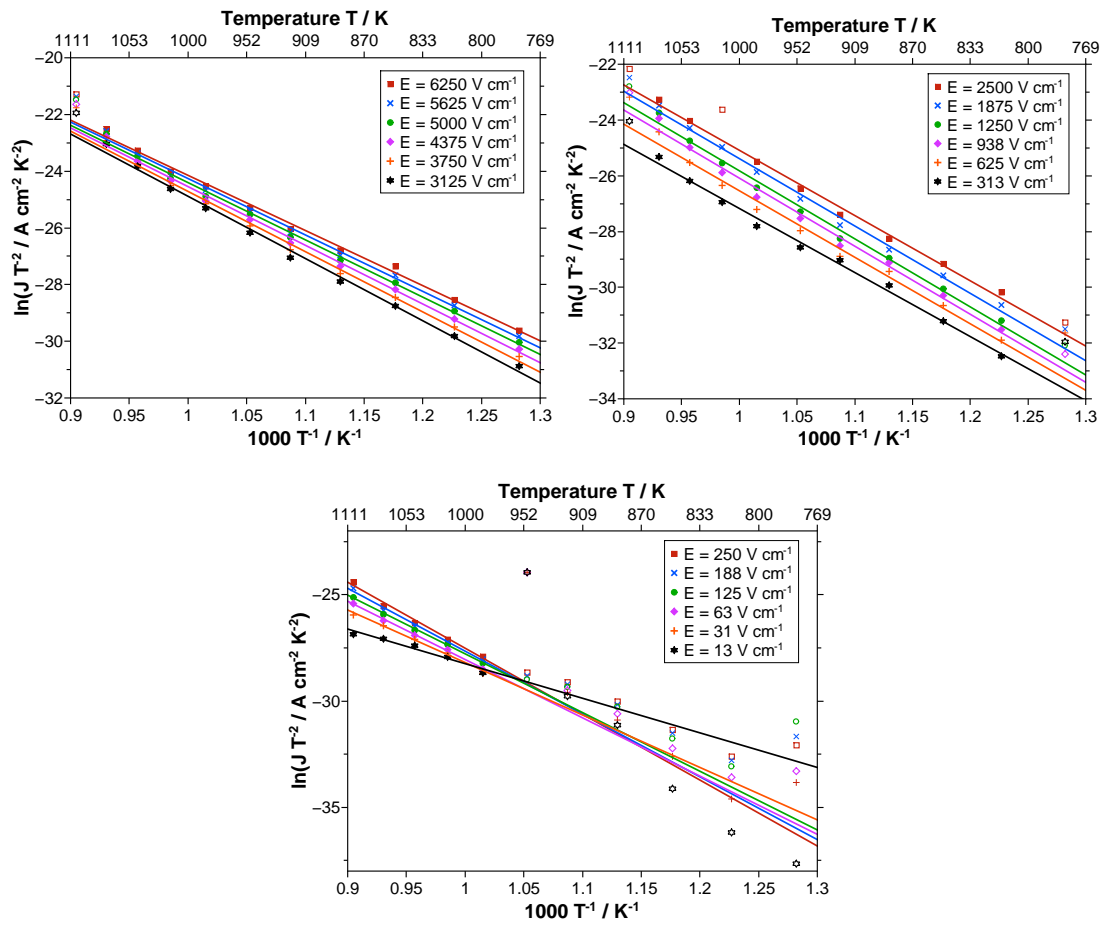 Temperature T / K
1111 1053 1000 952 909 870 833 800 769
−20
−22
−24
−26
−28
−30
−32
ln(J T⁻² / A cm⁻² K⁻²)
E = 6250 V cm⁻¹
E = 5625 V cm⁻¹
E = 5000 V cm⁻¹
E = 4375 V cm⁻¹
E = 3750 V cm⁻¹
E = 3125 V cm⁻¹
0.9 0.95 1 1.05 1.1 1.15 1.2 1.25 1.3
1000 T⁻¹ / K⁻¹
Temperature T / K
1111 1053 1000 952 909 870 833 800 769
−22
−24
−26
−28
−30
−32
−34
ln(J T⁻² / A cm⁻² K⁻²)
E = 2500 V cm⁻¹
E = 1875 V cm⁻¹
E = 1250 V cm⁻¹
E = 938 V cm⁻¹
E = 625 V cm⁻¹
E = 313 V cm⁻¹
0.9 0.95 1 1.05 1.1 1.15 1.2 1.25 1.3
1000 T⁻¹ / K⁻¹
Temperature T / K
1111 1053 1000 952 909 870 833 800 769
−25
−30
−35
ln(J T⁻² / A cm⁻² K⁻²)
E = 250 V cm⁻¹
E = 188 V cm⁻¹
E = 125 V cm⁻¹
E = 63 V cm⁻¹
E = 31 V cm⁻¹
E = 13 V cm⁻¹
0.9 0.95 1 1.05 1.1 1.15 1.2 1.25 1.3
1000 T⁻¹ / K⁻¹